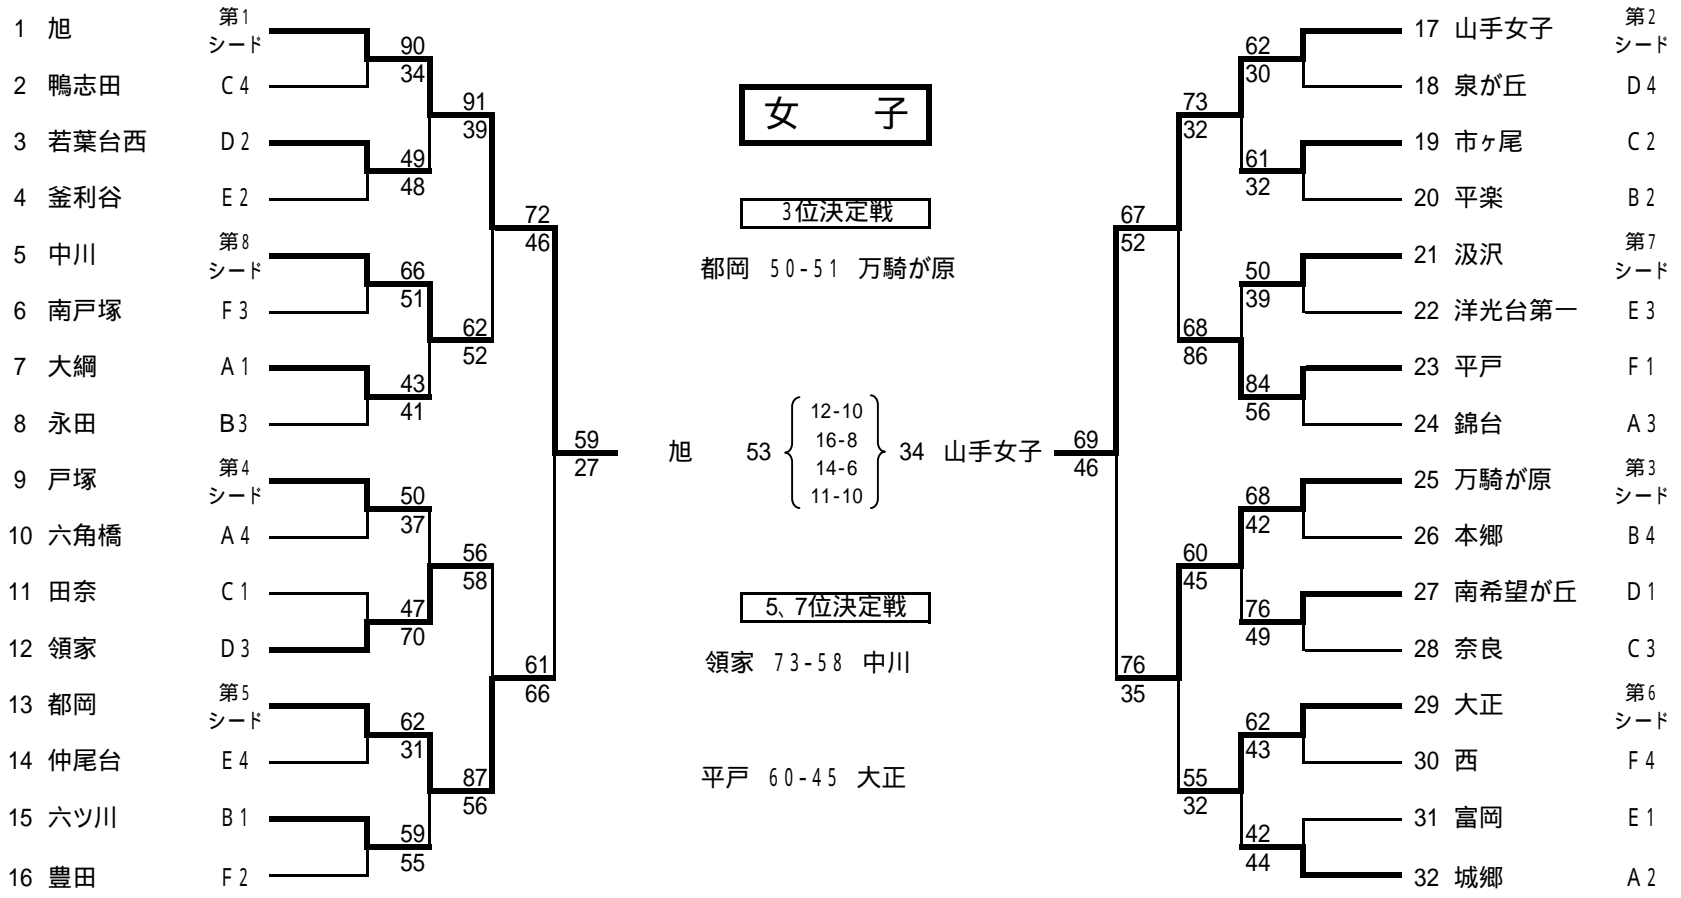 女 子
1 旭 第1シード
2 鴨志田 C4
3 若葉台西 D2
4 釜利谷 E2
5 中川 第8シード
6 南戸塚 F3
7 大綱 A1
8 永田 B3
9 戸塚 第4シード
10 六角橋 A4
11 田奈 C1
12 領家 D3
13 都岡 第5シード
14 仲尾台 E4
15 六ツ川 B1
16 豊田 F2
90
34
49
48
66
51
43
41
50
37
47
70
62
31
59
55
91
39
62
52
56
58
87
56
72
46
61
66
59
27
3位決定戦
都岡 50-51 万騎が原
旭 53 34 山手女子
12-10
16-8
14-6
11-10
5、7位決定戦
領家 73-58 中川
平戸 60-45 大正
69
46
67
52
76
35
73
32
68
86
60
45
55
32
62
30
61
32
50
39
84
56
68
42
76
49
62
43
42
44
17 山手女子 第2シード
18 泉が丘 D4
19 市ヶ尾 C2
20 平楽 B2
21 汲沢 第7シード
22 洋光台第一 E3
23 平戸 F1
24 錦台 A3
25 万騎が原 第3シード
26 本郷 B4
27 南希望が丘 D1
28 奈良 C3
29 大正 第6シード
30 西 F4
31 富岡 E1
32 城郷 A2